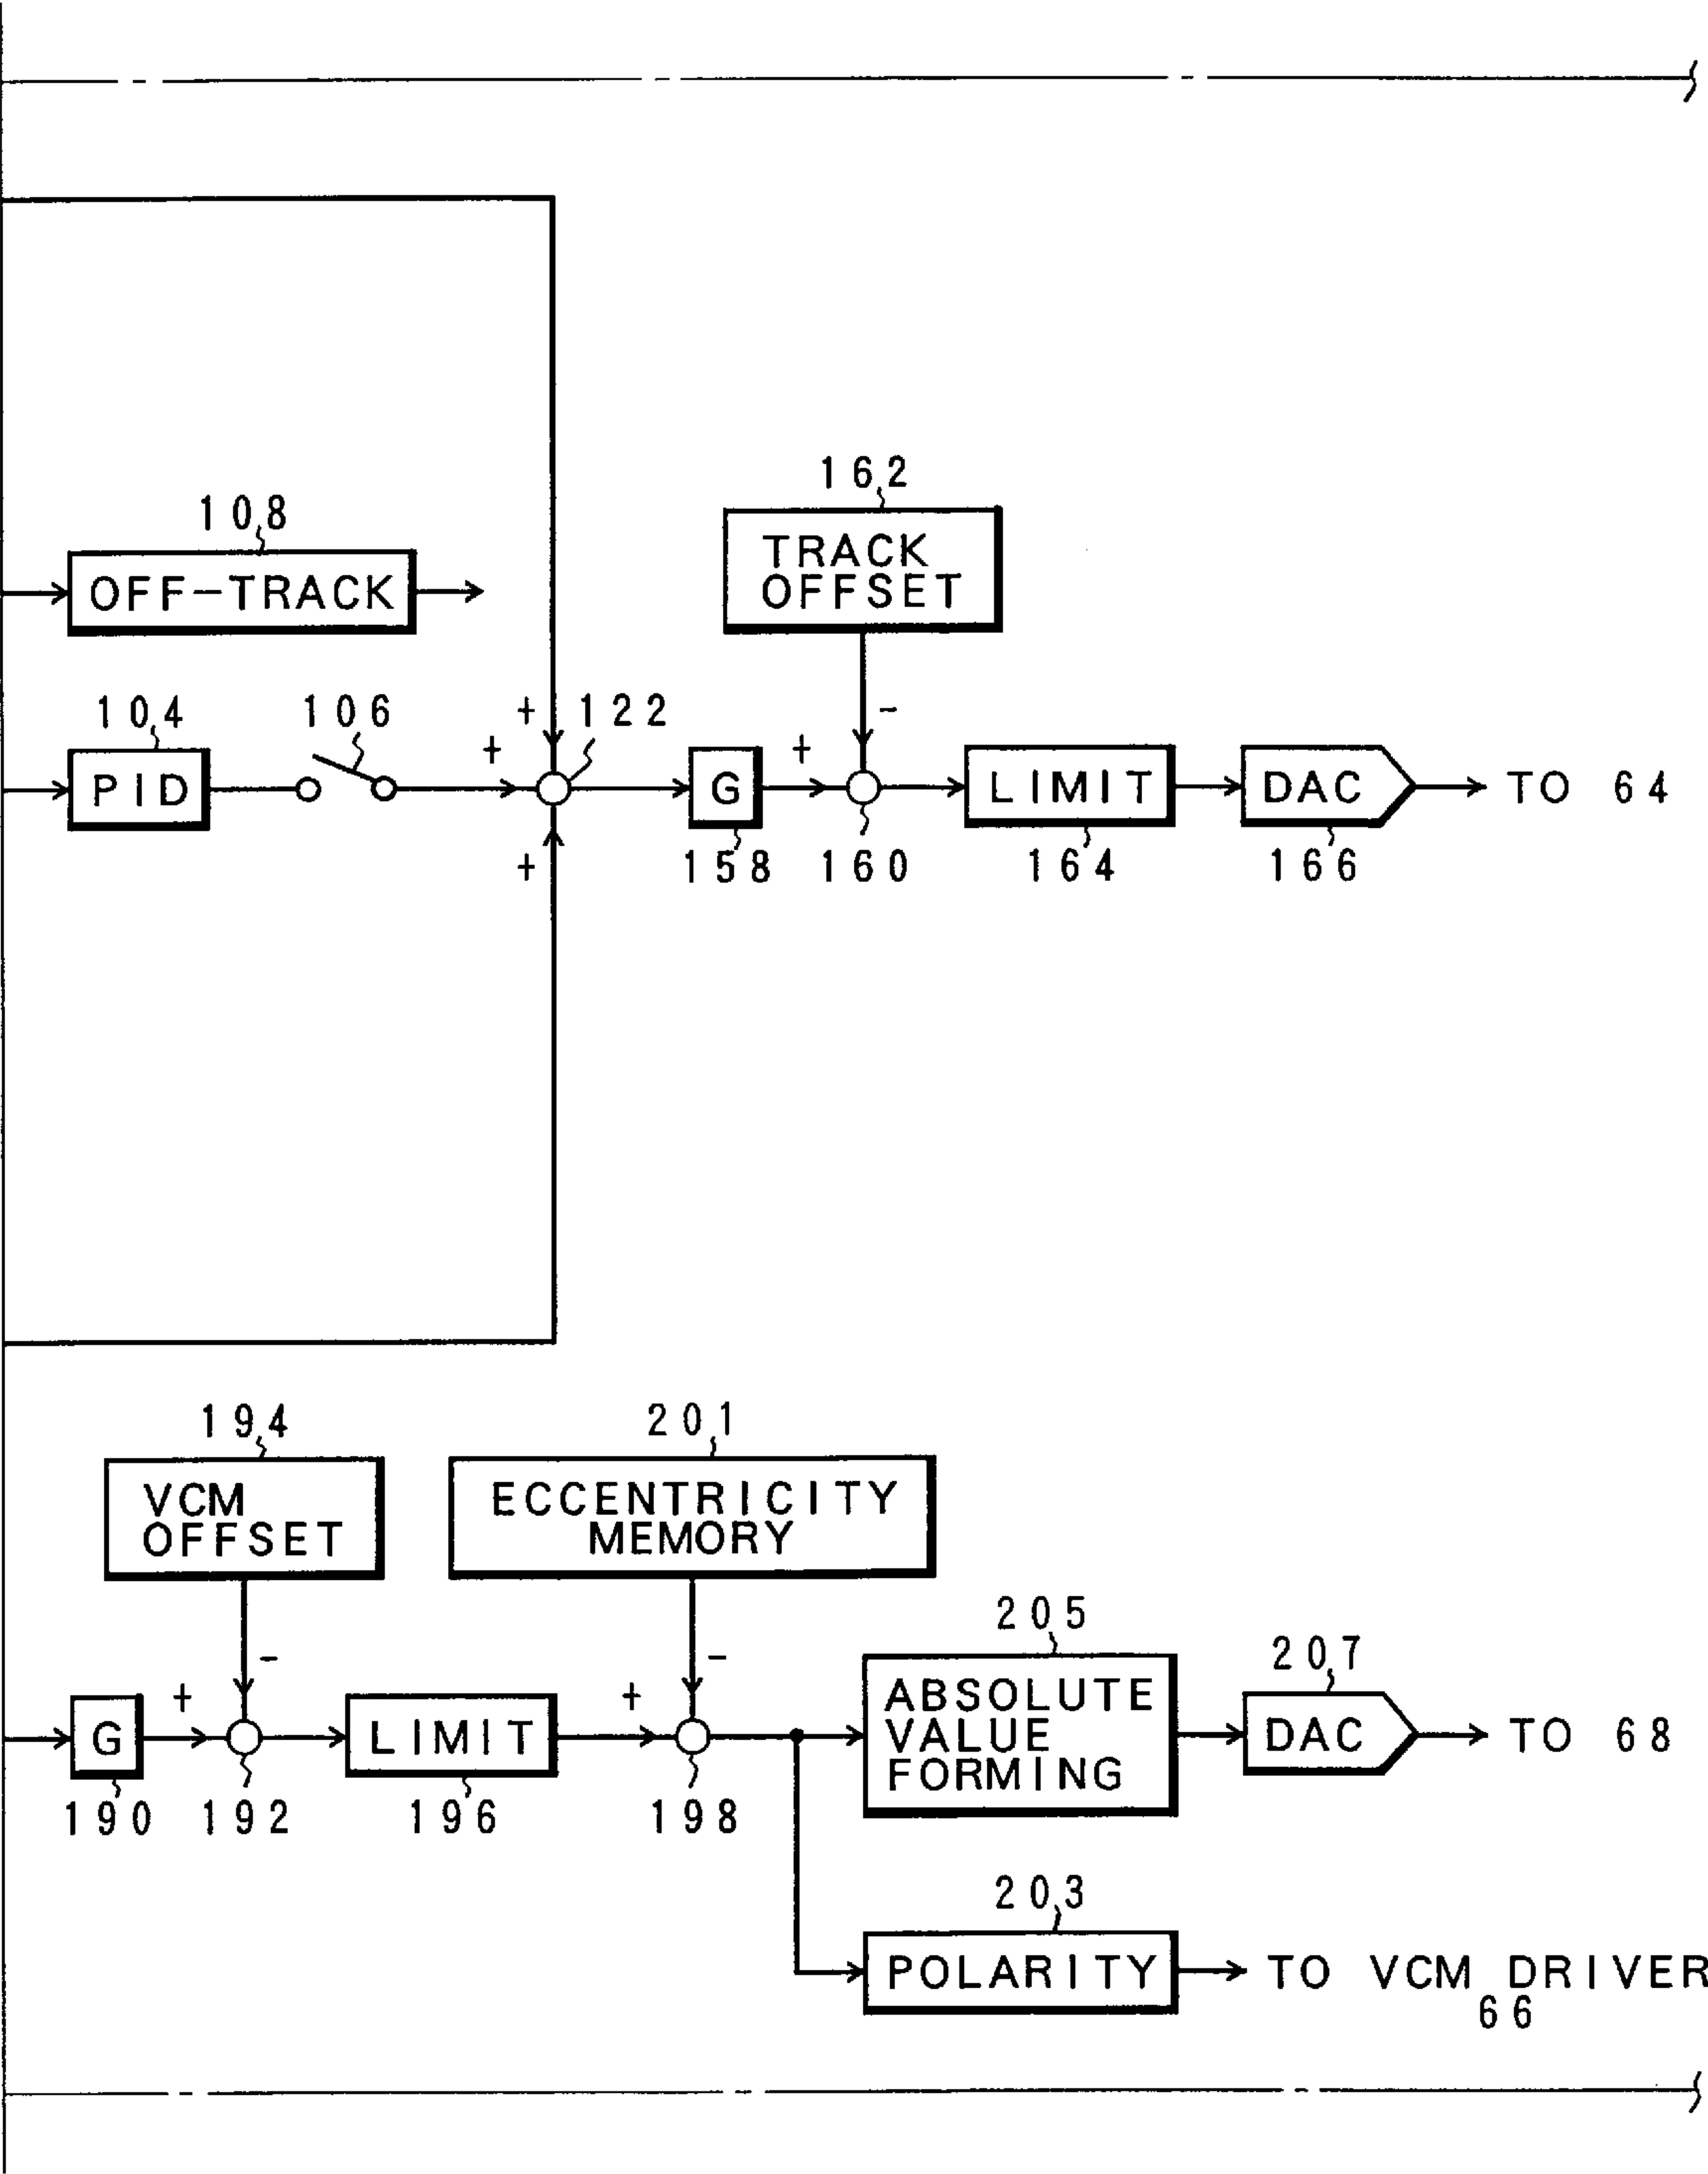 162
108
TRACK
OFFSET
OFF-TRACK
104
106
+
122
-
+
+
PID
G
LIMIT
DAC
TO 64
+
158
160
164
166
194
201
VCM
OFFSET
ECCENTRICITY
MEMORY
205
207
-
-
+
+
ABSOLUTE
VALUE
FORMING
G
LIMIT
DAC
TO 68
190
192
196
198
203
POLARITY
TO VCM DRIVER
66